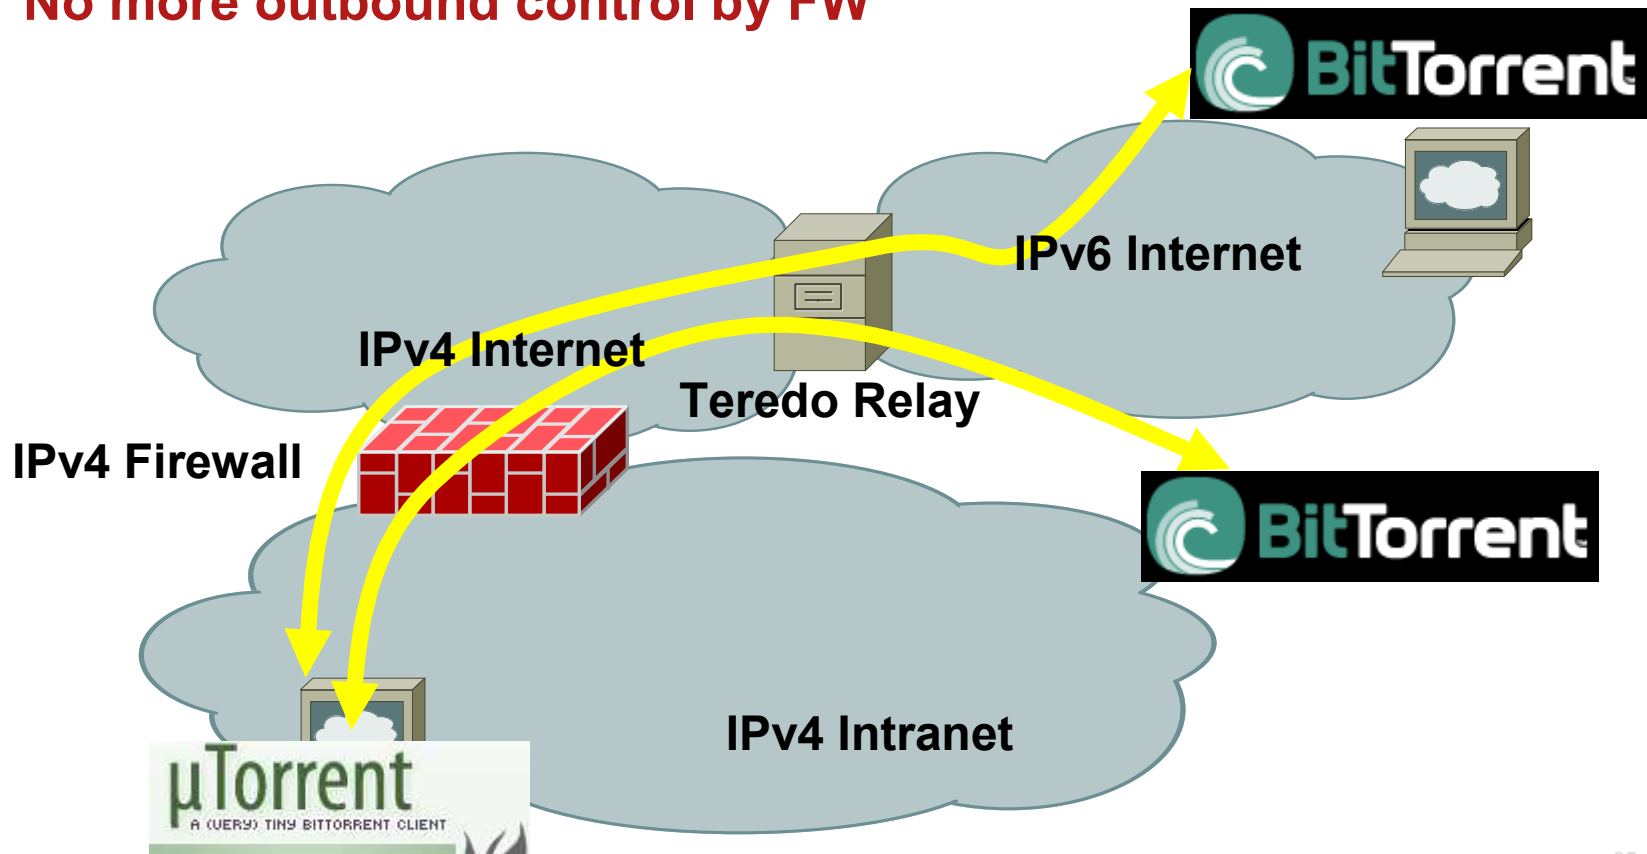 No more outbound control by FW
BitTorrent
IPv6 Internet
IPv4 Internet
Teredo Relay
IPv4 Firewall
BitTorrent
IPv4 Intranet
µTorrent
A (VERY) TINY BITTORRENT CLIENT